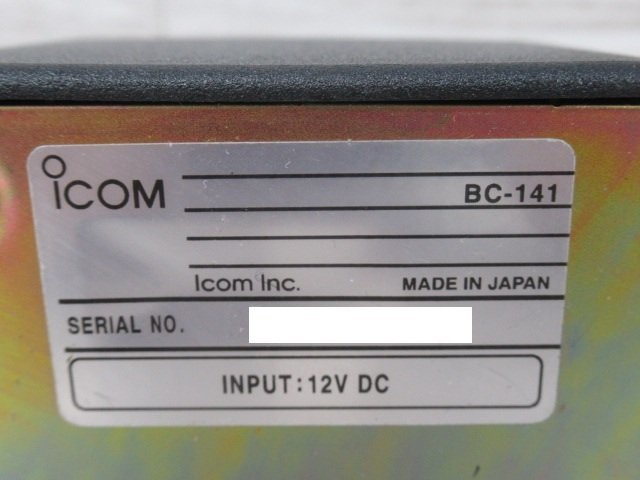 ICOM
BC-141
Icom Inc. MADE IN JAPAN
SERIAL NO.
INPUT:12V DC